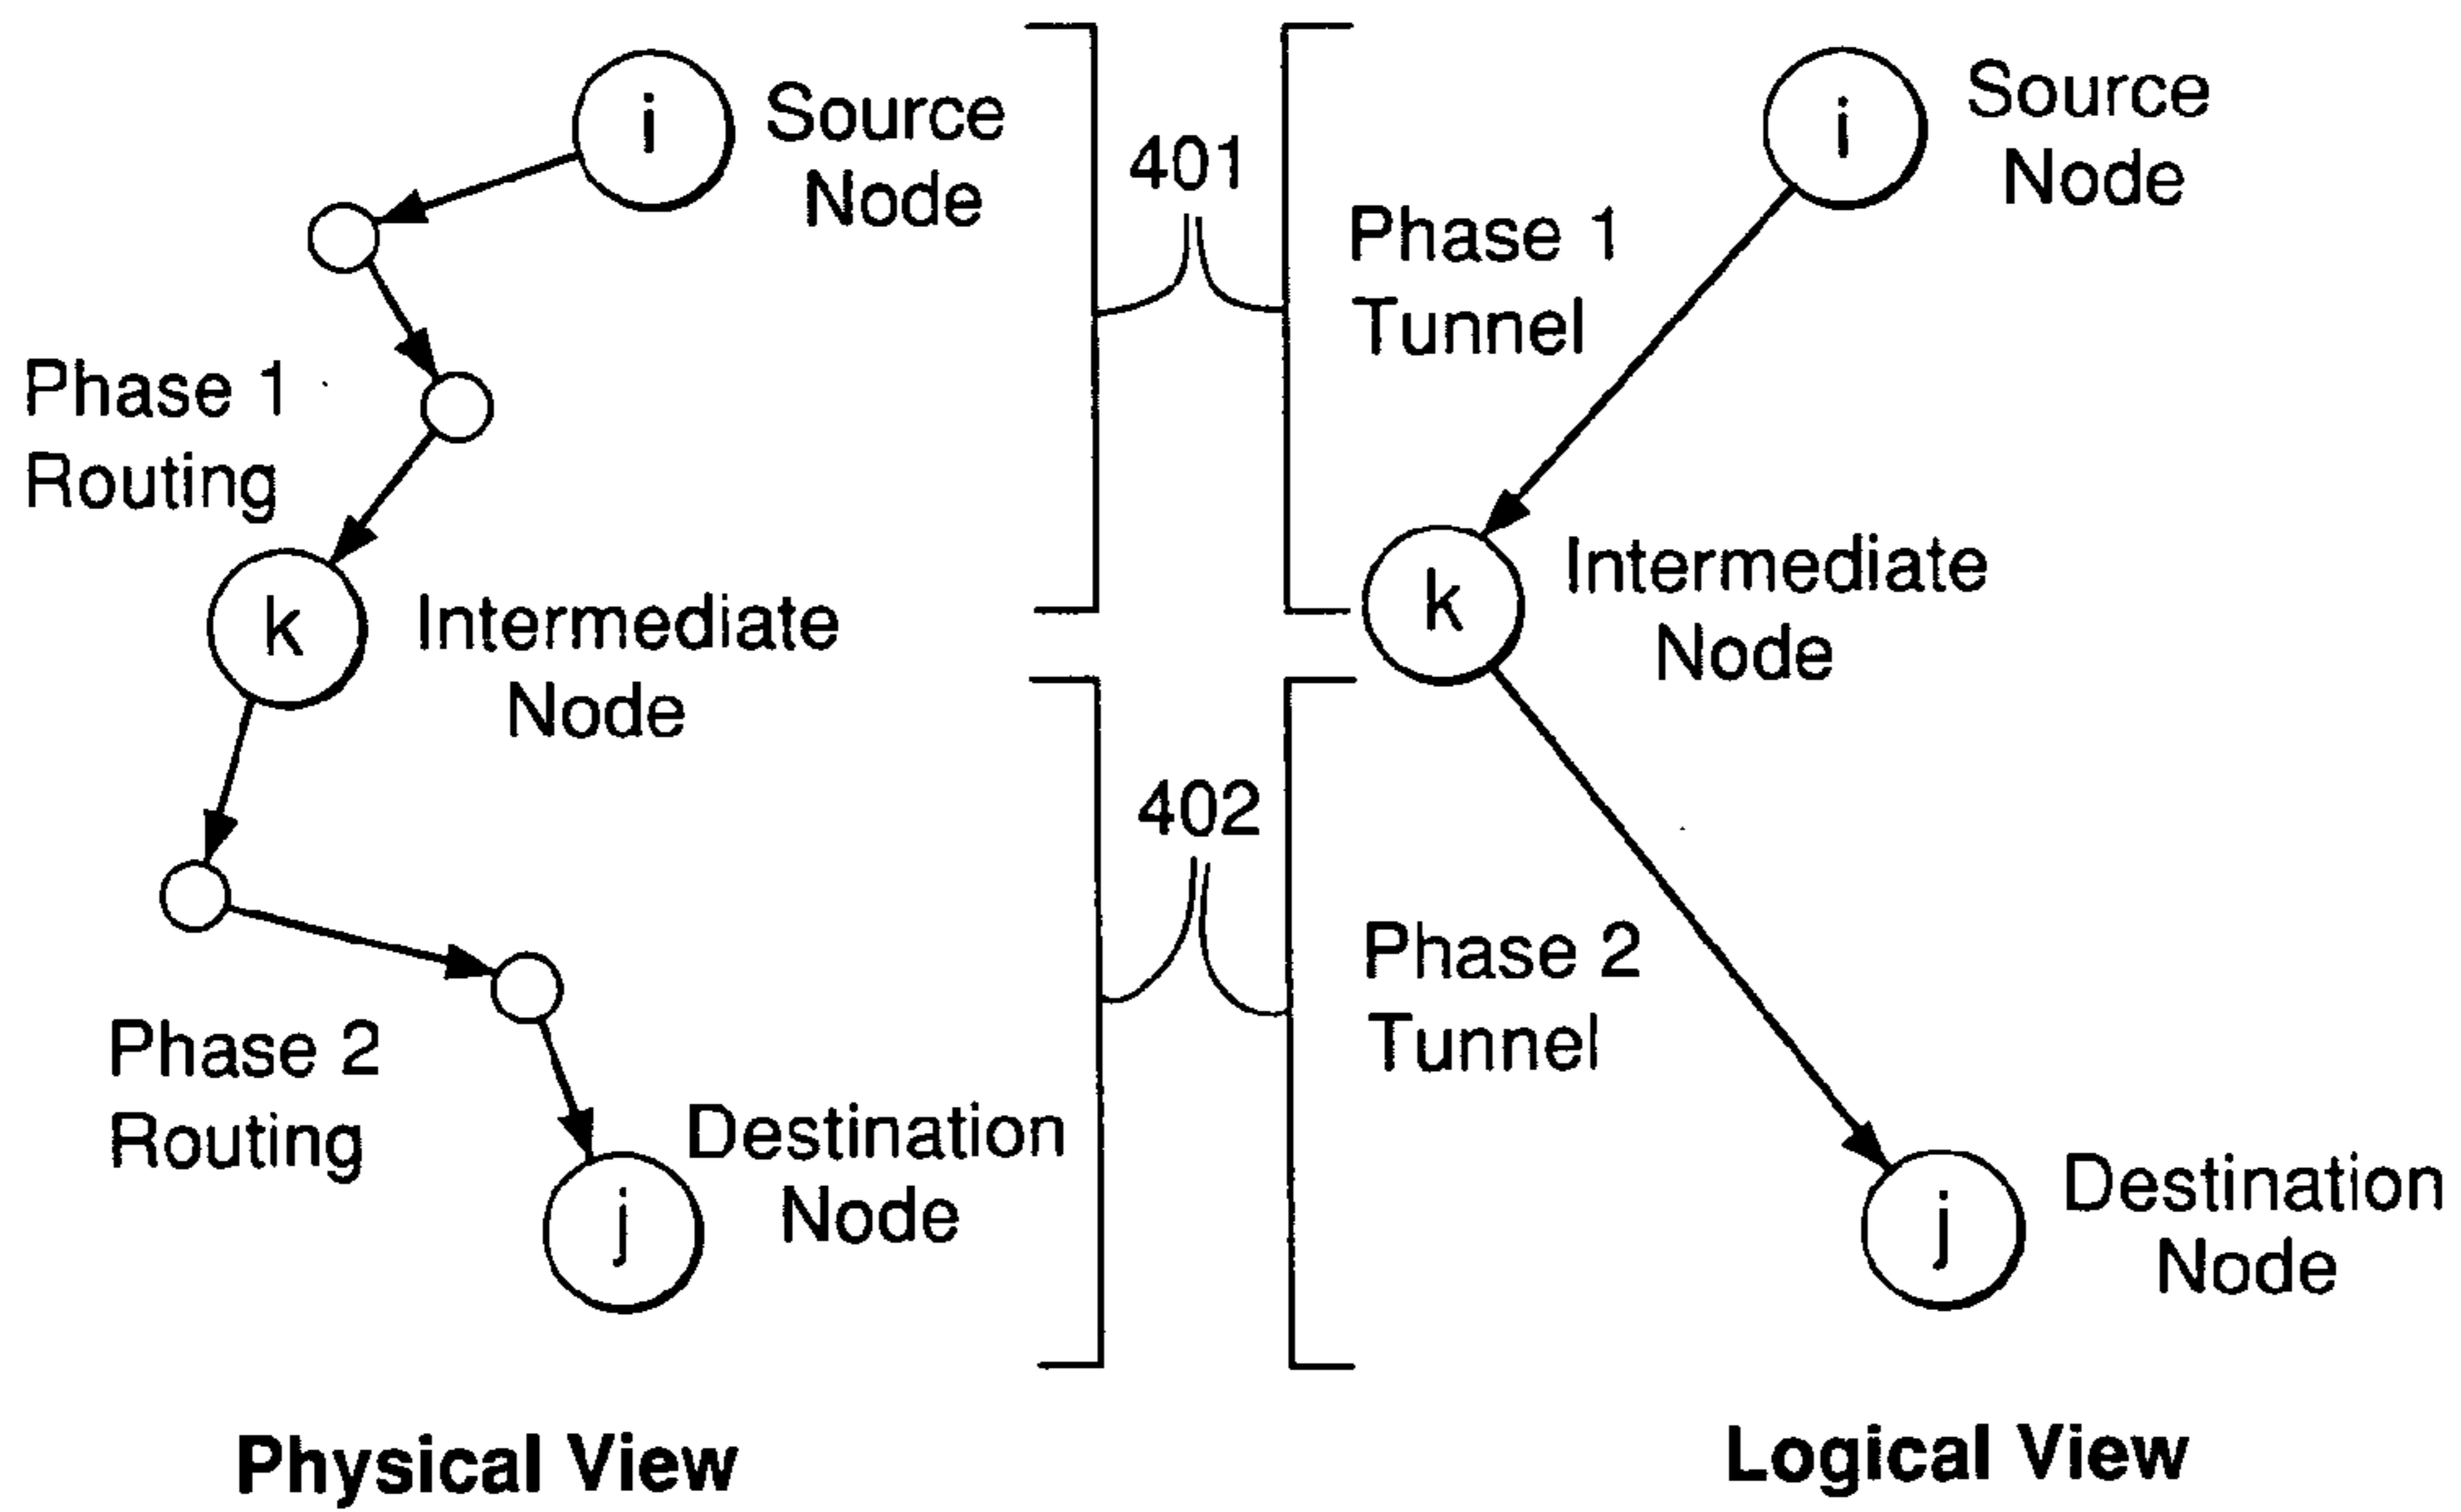 i
Source
Node
Phase 1
Routing
k
Intermediate
Node
Phase 2
Routing
Destination
Node
j
Physical View
401
402
i
Source
Node
Phase 1
Tunnel
k
Intermediate
Node
Phase 2
Tunnel
j
Destination
Node
Logical View